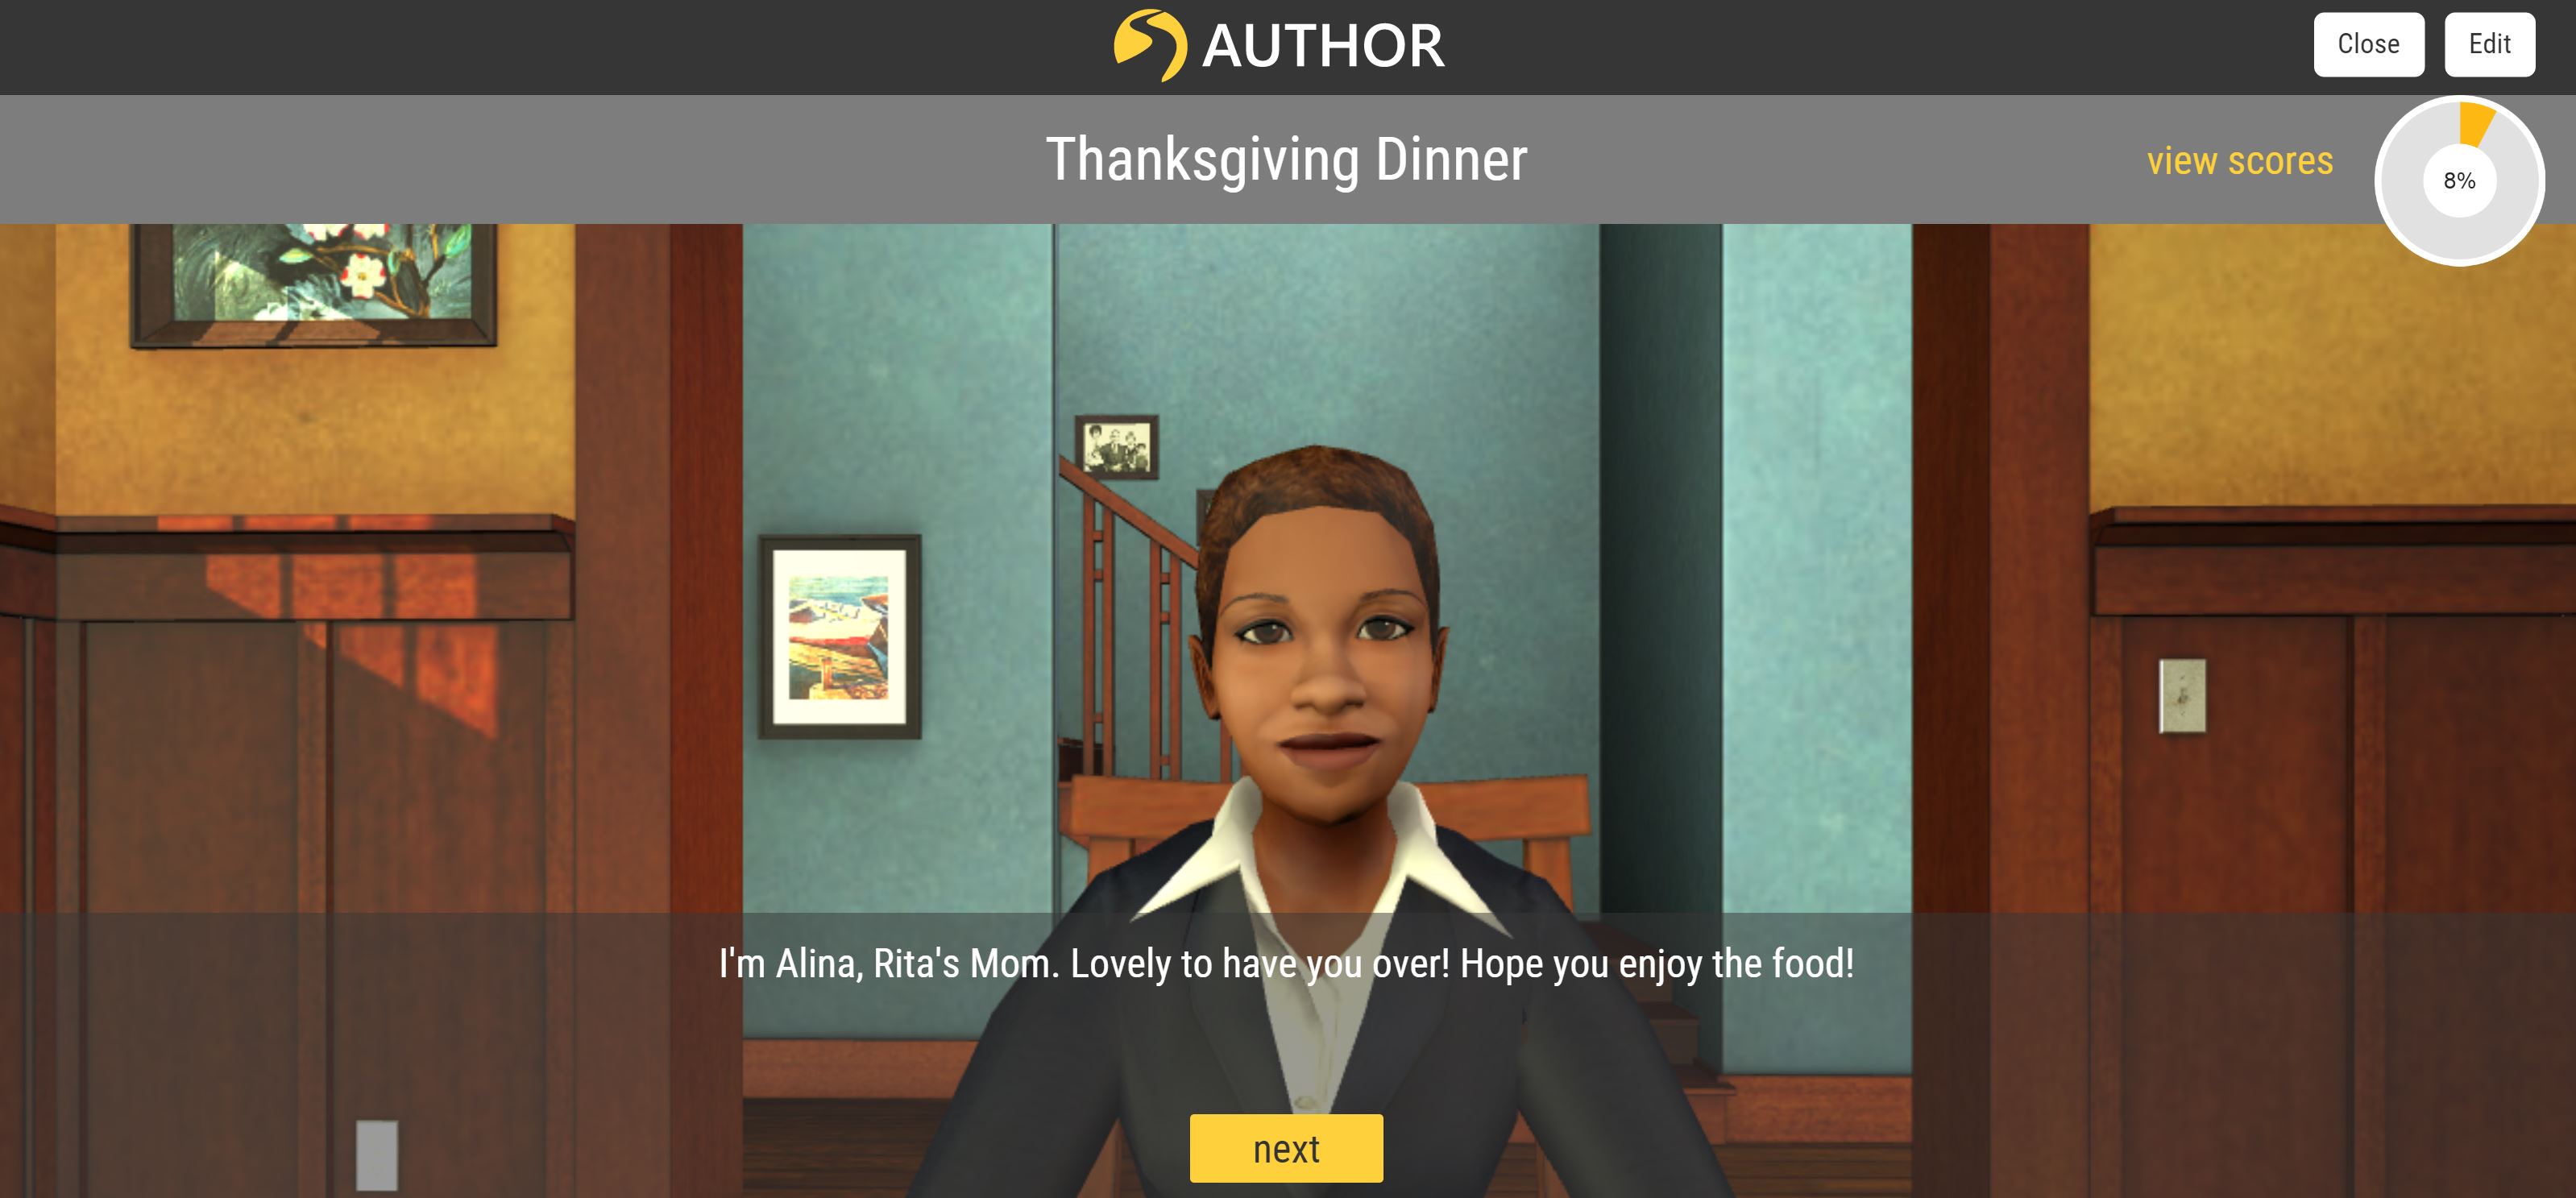 AUTHOR
Close
Edit
Thanksgiving Dinner
view scores
8%
I'm Alina, Rita's Mom. Lovely to have you over! Hope you enjoy the food!
next